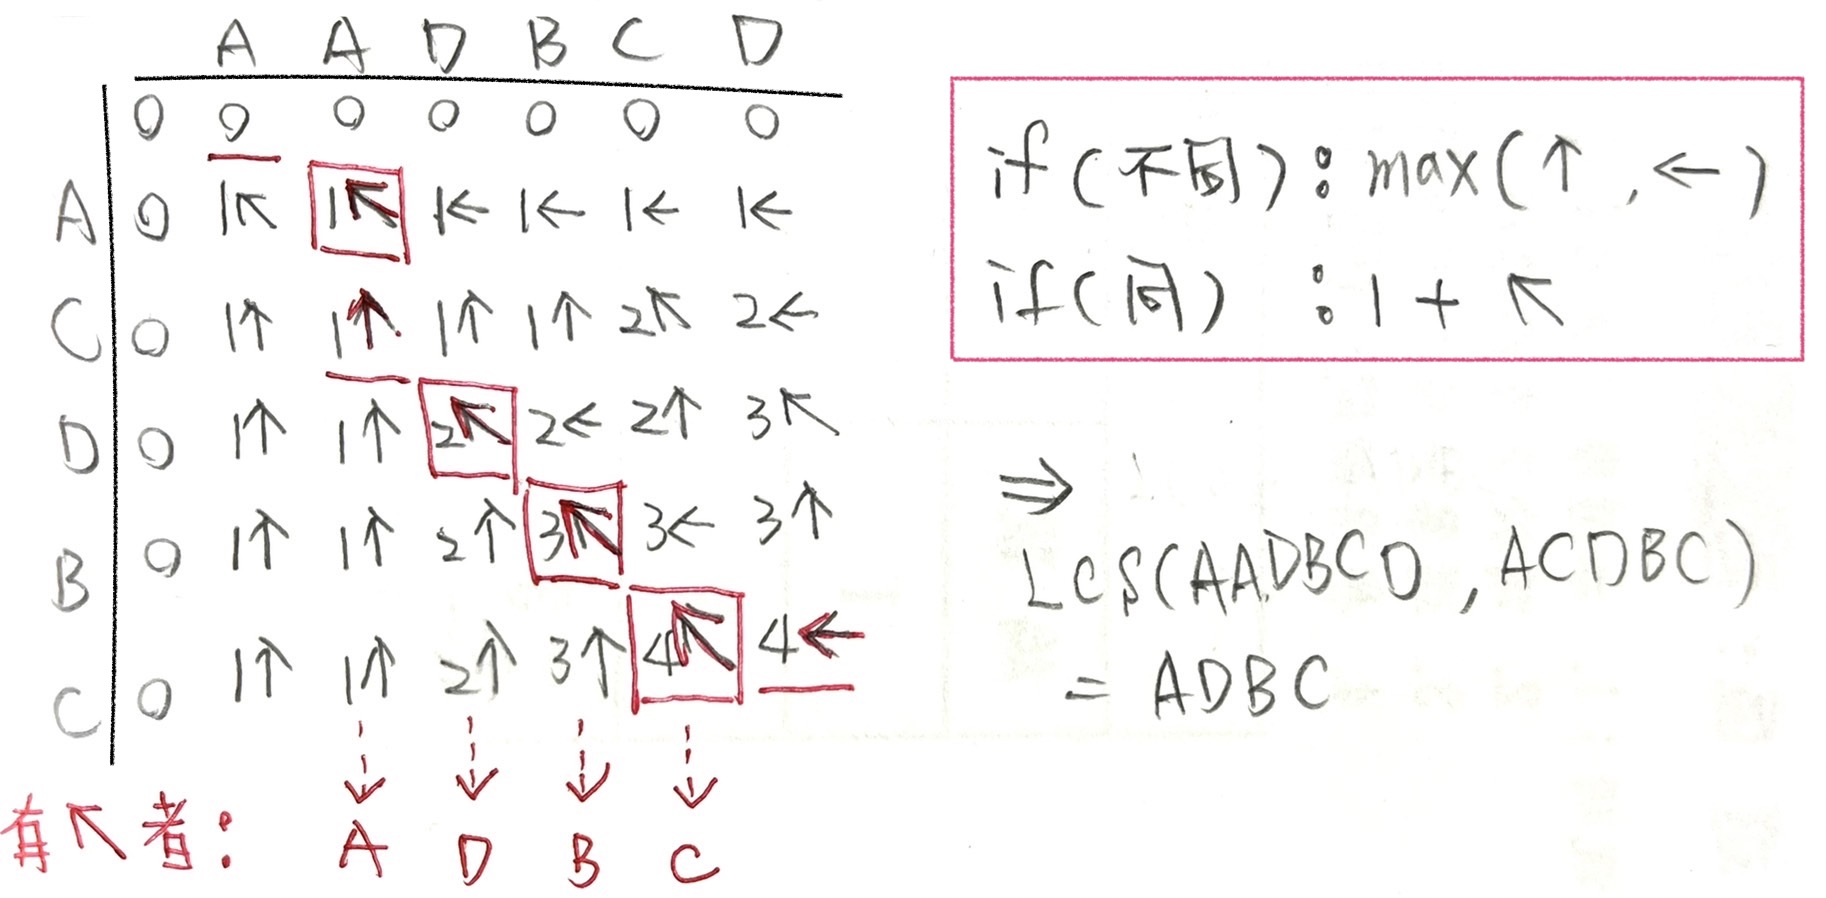 A A D B C D
0 0 0 0 0 0 0
A 0 1↖ 1↖ 1← 1← 1← 1←
C 0 1↑ 1↑ 1↑ 1↑ 2↖ 2←
D 0 1↑ 1↑ 2↖ 2← 2↑ 3↖
B 0 1↑ 1↑ 2↑ 3↖ 3← 3↑
C 0 1↑ 1↑ 2↑ 3↑ 4↖ 4←
有↖者: A D B C
if(不同): max(↑, ←)
if(同) : 1 + ↖
⇒
LCS(AADBCD, ACDBC)
= ADBC